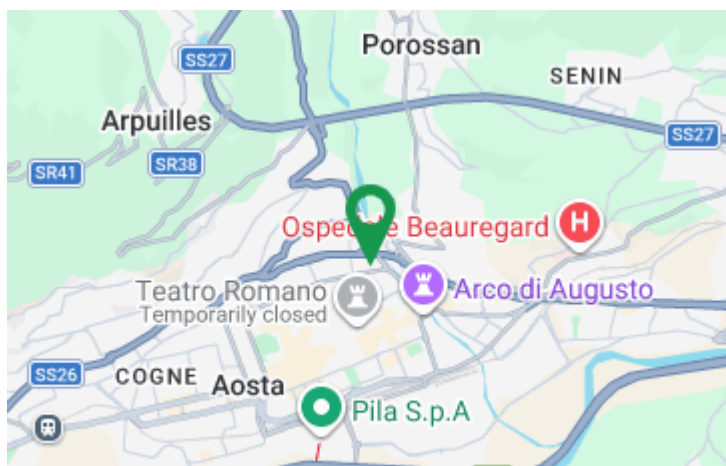 Porossan
SS27
SENIN
Arpuilles
SS27
SR38
SR41
Ospedale Beauregard
H
Teatro Romano
Temporarily closed
Arco di Augusto
SS26
COGNE
Aosta
Pila S.p.A